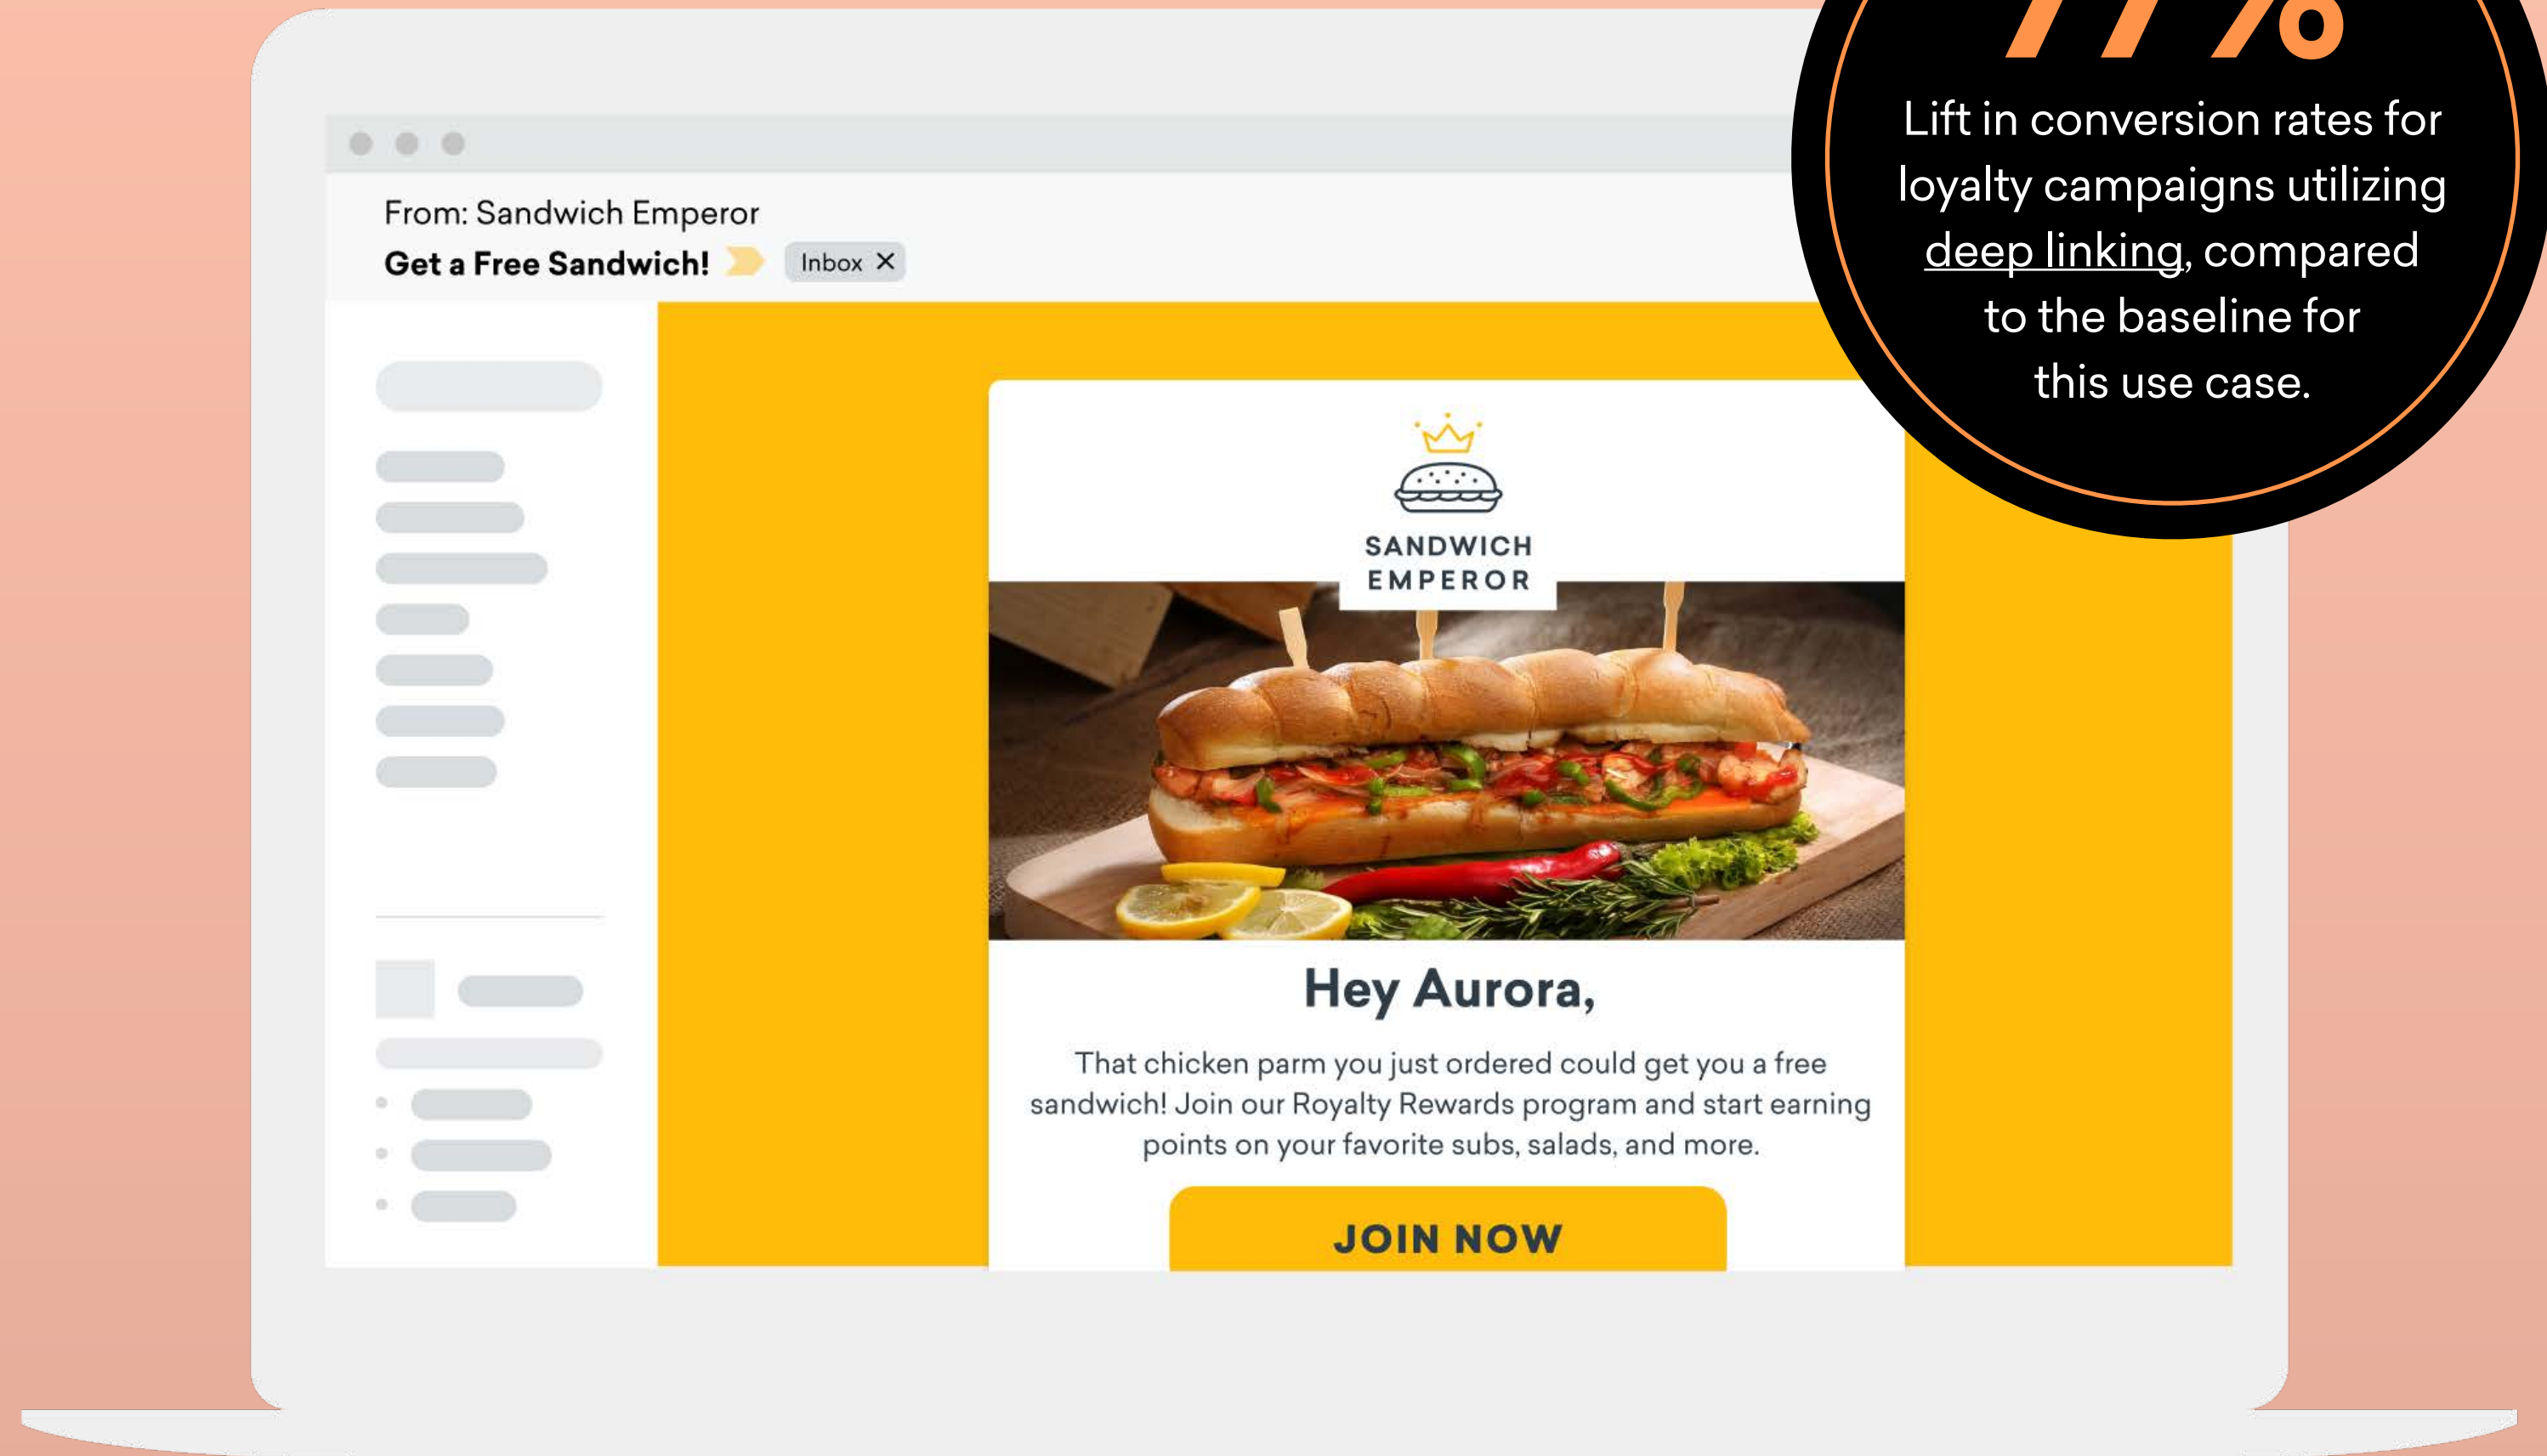 From: Sandwich Emperor
Get a Free Sandwich!
Inbox ✕
Lift in conversion rates for
loyalty campaigns utilizing
deep linking, compared
to the baseline for
this use case.
SANDWICH
EMPEROR
Hey Aurora,
That chicken parm you just ordered could get you a free
sandwich! Join our Royalty Rewards program and start earning
points on your favorite subs, salads, and more.
JOIN NOW